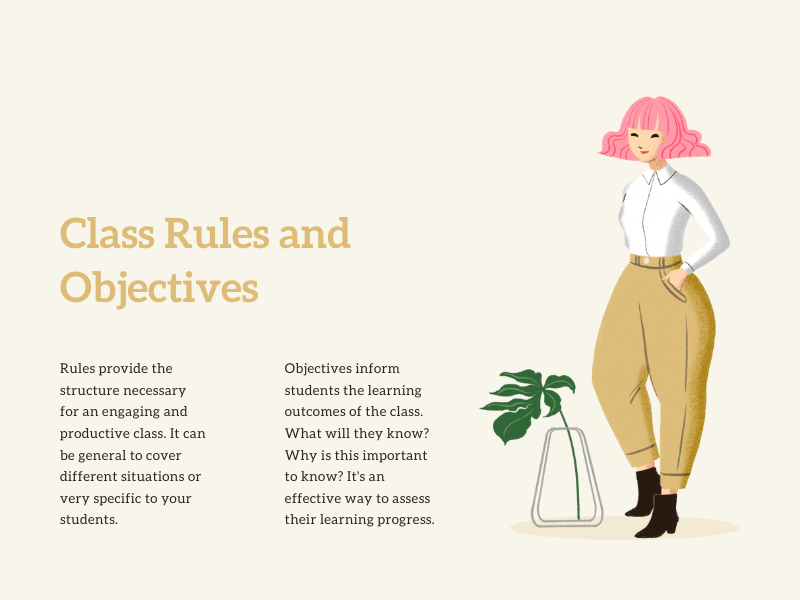 Class Rules and
Objectives
Rules provide the
structure necessary
for an engaging and
productive class. It can
be general to cover
different situations or
very specific to your
students.
Objectives inform
students the learning
outcomes of the class.
What will they know?
Why is this important
to know? It's an
effective way to assess
their learning progress.